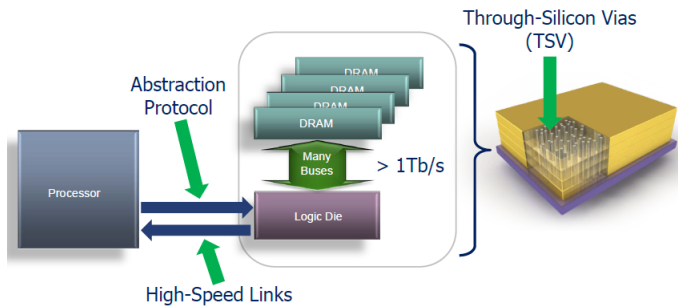 Through-Silicon Vias
(TSV)
Abstraction
Protocol
DRAM
DRAM
DRAM
DRAM
Many
Buses
> 1Tb/s
Processor
Logic Die
High-Speed Links